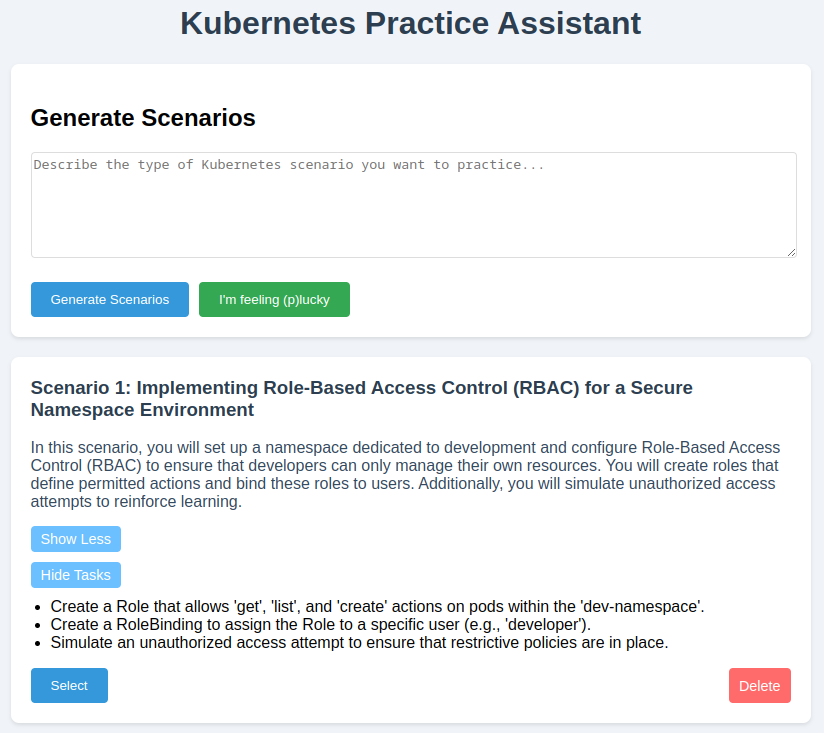 Kubernetes Practice Assistant
Generate Scenarios
Describe the type of Kubernetes scenario you want to practice...
Generate Scenarios
I'm feeling (p)lucky
Scenario 1: Implementing Role-Based Access Control (RBAC) for a Secure
Namespace Environment
In this scenario, you will set up a namespace dedicated to development and configure Role-Based Access
Control (RBAC) to ensure that developers can only manage their own resources. You will create roles that
define permitted actions and bind these roles to users. Additionally, you will simulate unauthorized access
attempts to reinforce learning.
Show Less
Hide Tasks
• Create a Role that allows 'get', 'list', and 'create' actions on pods within the 'dev-namespace'.
• Create a RoleBinding to assign the Role to a specific user (e.g., 'developer').
• Simulate an unauthorized access attempt to ensure that restrictive policies are in place.
Select
Delete